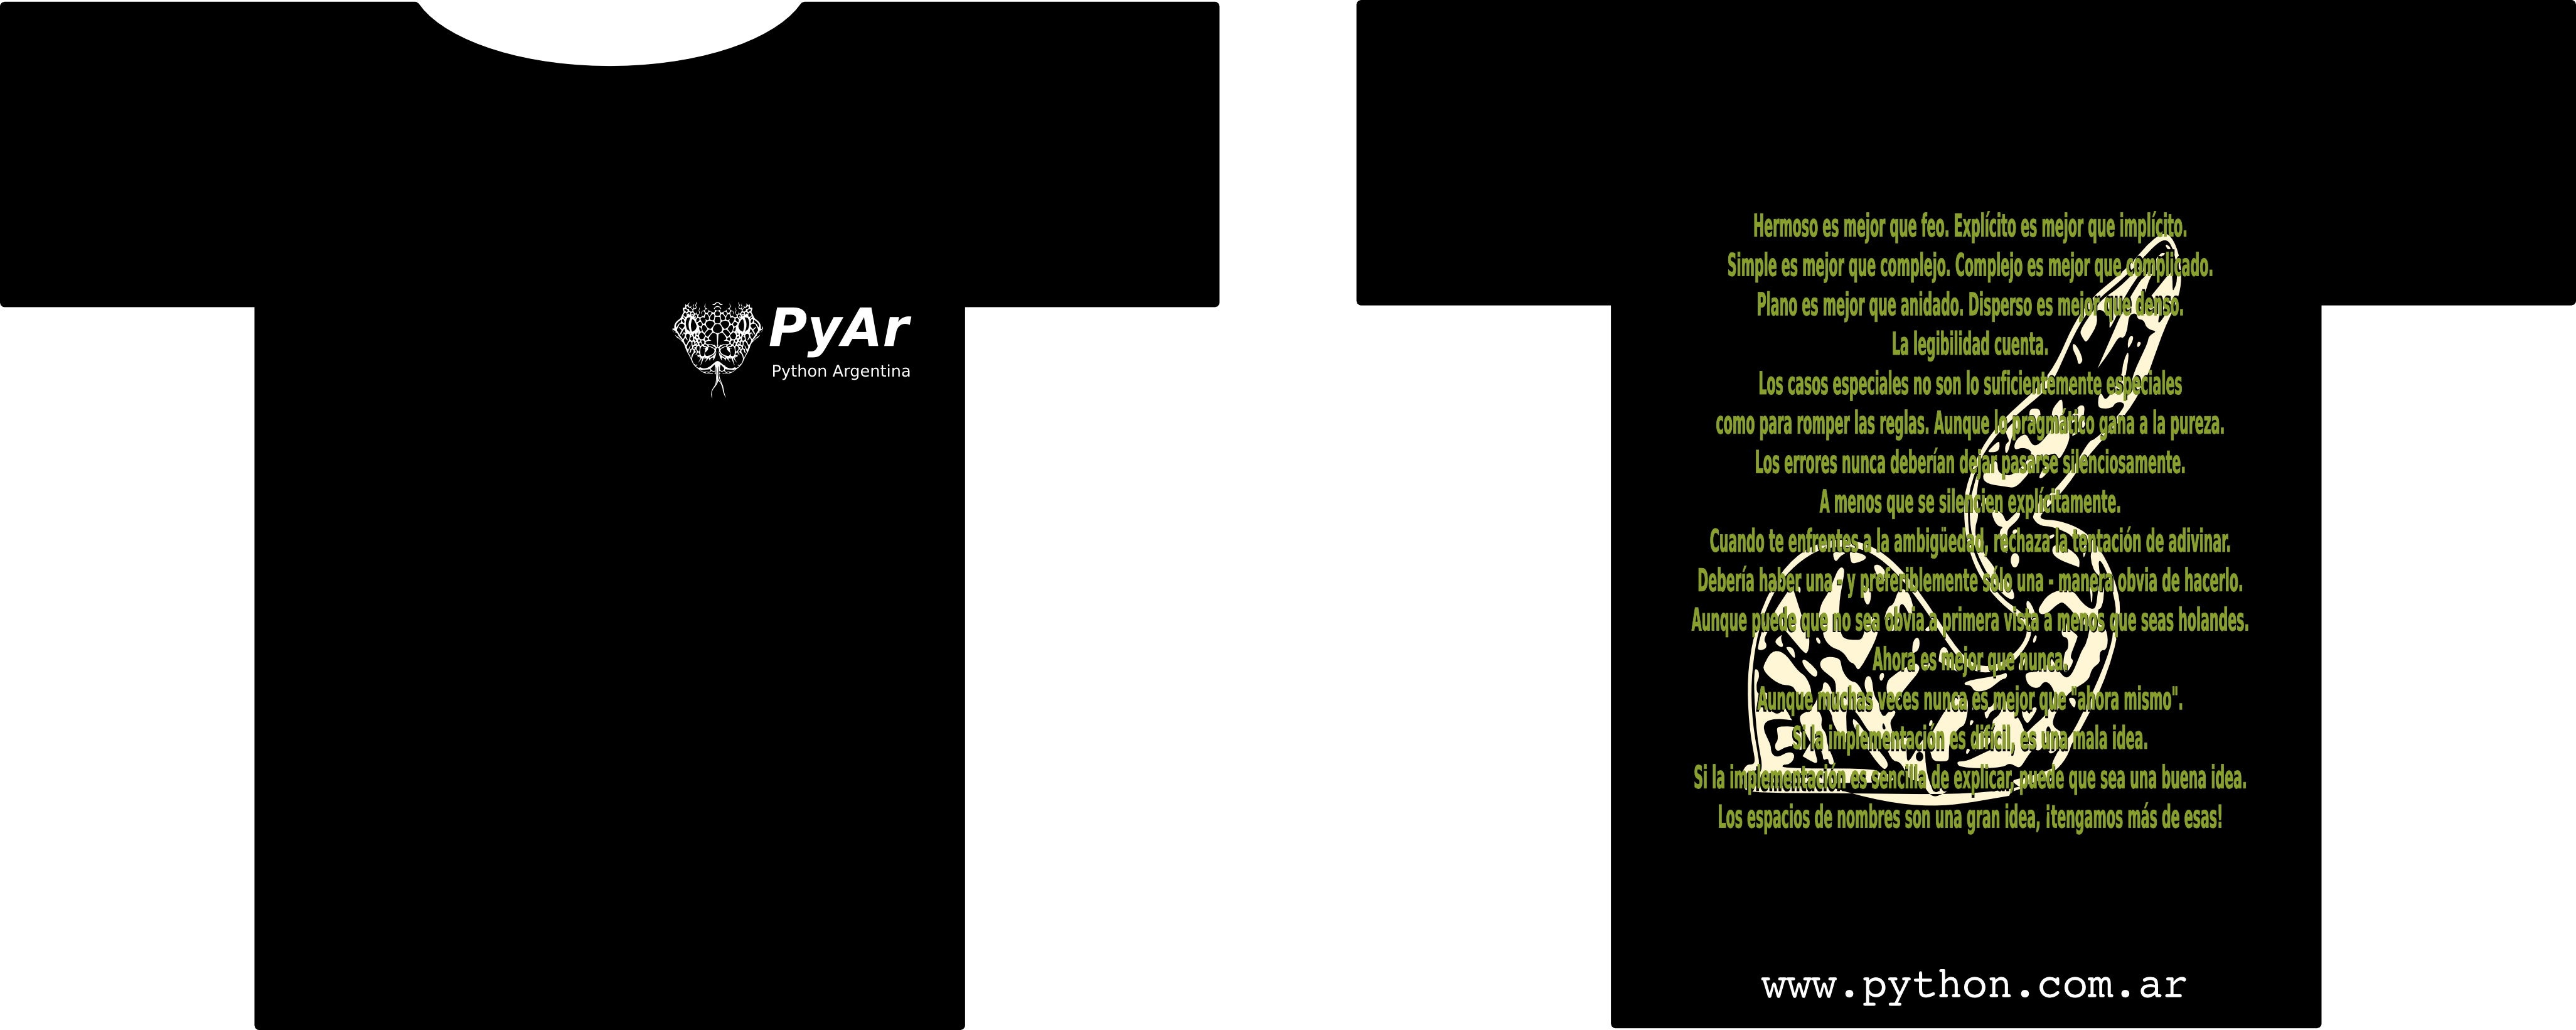 PyAr
Python Argentina
Hermoso es mejor que feo. Explícito es mejor que implícito.
Simple es mejor que complejo. Complejo es mejor que complicado.
Plano es mejor que anidado. Disperso es mejor que denso.
La legibilidad cuenta.
Los casos especiales no son lo suficientemente especiales
como para romper las reglas. Aunque lo pragmático gana a la pureza.
Los errores nunca deberían dejar pasarse silenciosamente.
A menos que se silencien explícitamente.
Cuando te enfrentes a la ambigüedad, rechaza la tentación de adivinar.
Debería haber una - y preferiblemente sólo una - manera obvia de hacerlo.
Aunque puede que no sea obvia a primera vista a menos que seas holandes.
Ahora es mejor que nunca.
Aunque muchas veces nunca es mejor que "ahora mismo".
Si la implementación es difícil, es una mala idea.
Si la implementación es sencilla de explicar, puede que sea una buena idea.
Los espacios de nombres son una gran idea, ¡tengamos más de esas!
www.python.com.ar